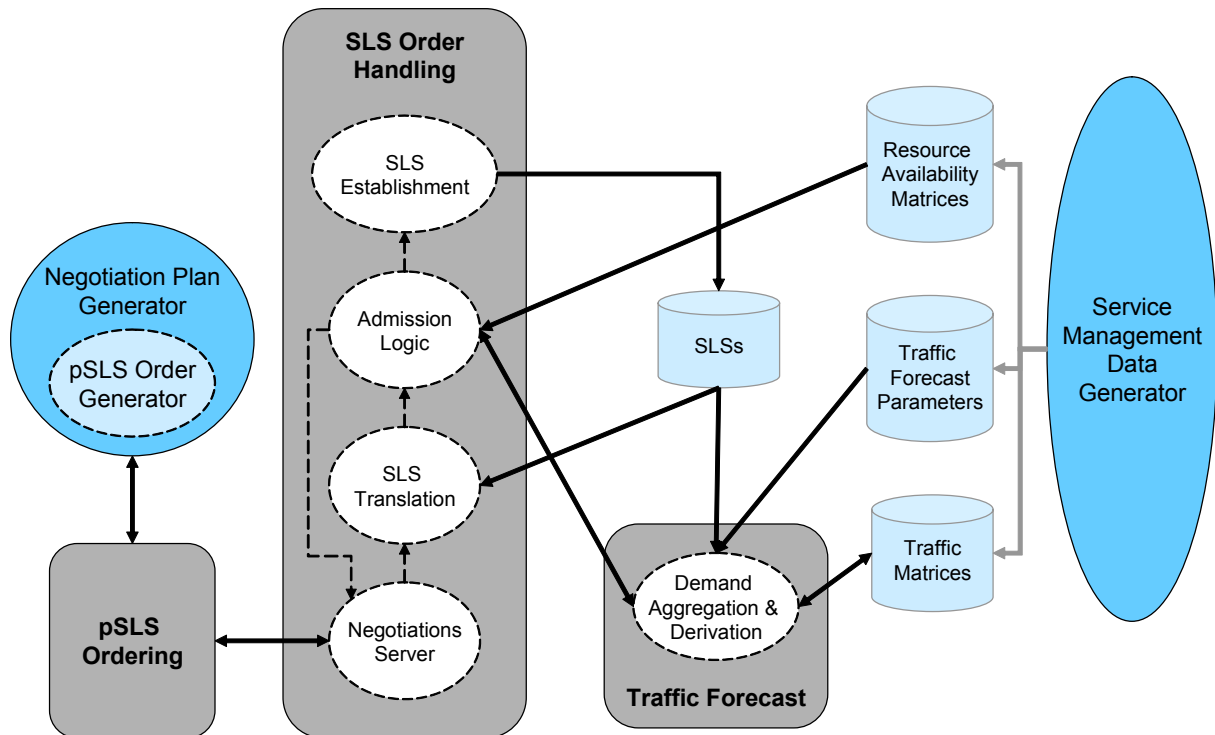 SLS Order
Handling
SLS
Establishment
Admission
Logic
SLS
Translation
Negotiations
Server
Negotiation Plan
Generator
pSLS Order
Generator
pSLS
Ordering
SLSs
Resource
Availability
Matrices
Traffic
Forecast
Parameters
Traffic
Matrices
Demand
Aggregation &
Derivation
Traffic Forecast
Service
Management
Data
Generator